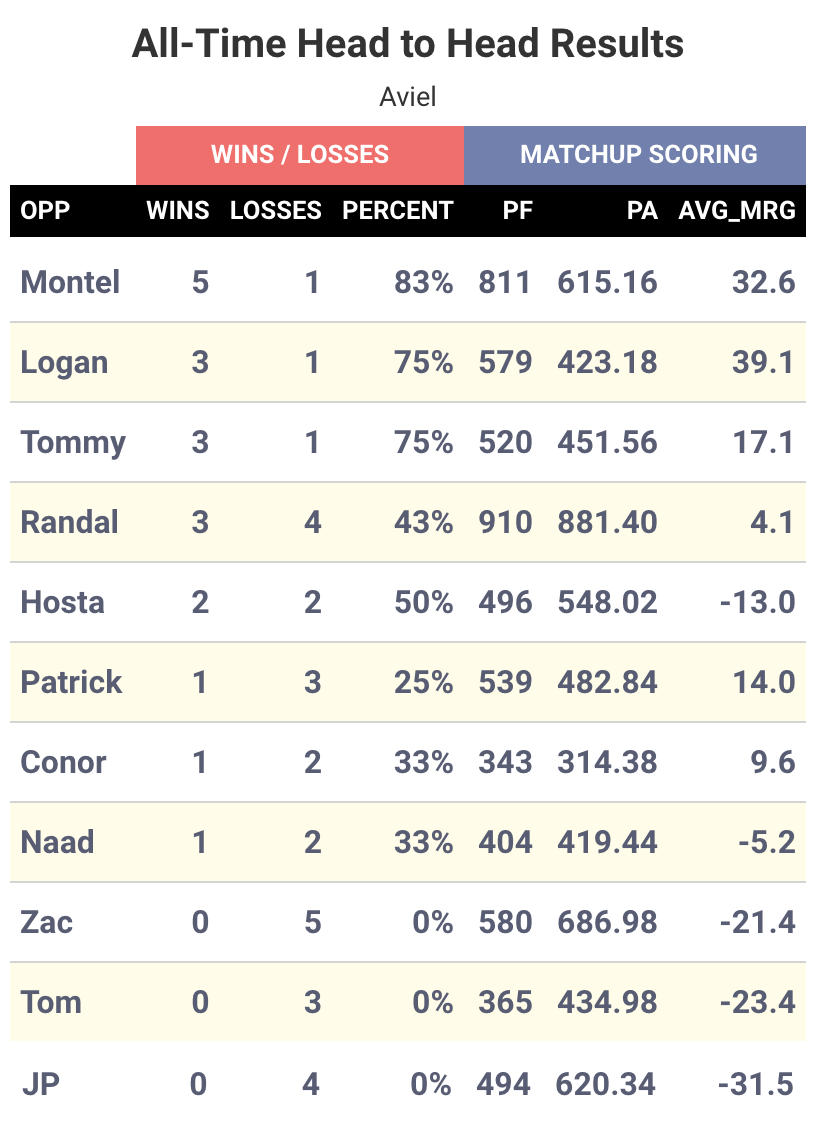 All-Time Head to Head Results
Aviel
WINS / LOSSES MATCHUP SCORING
OPP WINS LOSSES PERCENT PF PA AVG_MRG
Montel 5 1 83% 811 615.16 32.6
Logan 3 1 75% 579 423.18 39.1
Tommy 3 1 75% 520 451.56 17.1
Randal 3 4 43% 910 881.40 4.1
Hosta 2 2 50% 496 548.02 -13.0
Patrick 1 3 25% 539 482.84 14.0
Conor 1 2 33% 343 314.38 9.6
Naad 1 2 33% 404 419.44 -5.2
Zac 0 5 0% 580 686.98 -21.4
Tom 0 3 0% 365 434.98 -23.4
JP 0 4 0% 494 620.34 -31.5